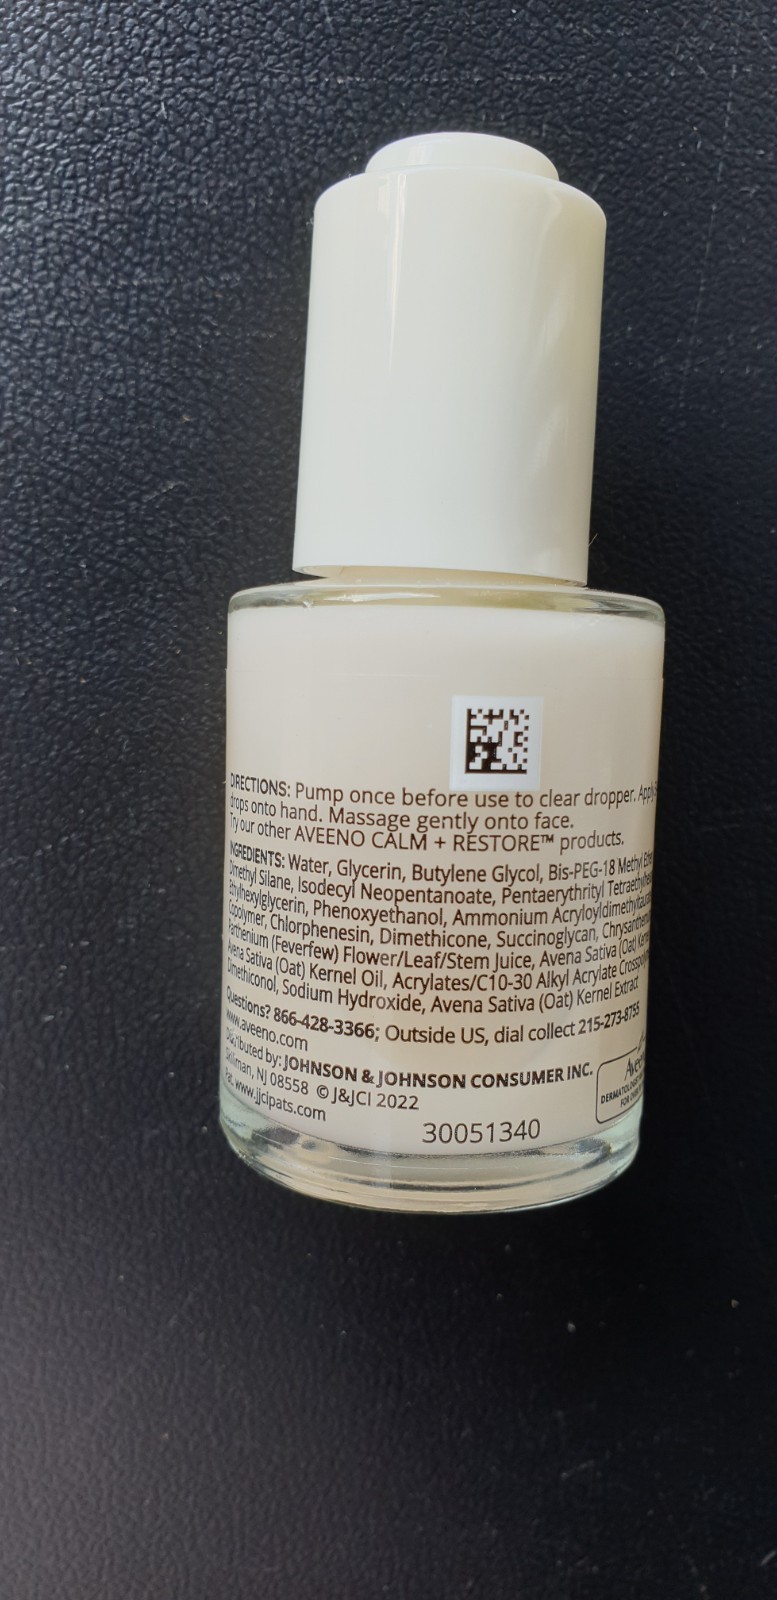 DIRECTIONS: Pump once before use to clear dropper.
drops onto hand. Massage gently onto face.
Try our other AVEENO CALM + RESTORE™ products.
INGREDIENTS: Water, Glycerin, Butylene Glycol, Bis-PEG-18 Methyl
Dimethyl Silane, Isodecyl Neopentanoate, Pentaerythrityl
Ethylhexylglycerin, Phenoxyethanol, Ammonium
Copolymer, Chlorphenesin, Dimethicone, Succinoglycan,
Parthenium (Feverfew) Flower/Leaf/Stem Juice, Avena Sativa (Oat)
Avena Sativa (Oat) Kernel Oil, Acrylates/C10-30 Alkyl Acrylate
Dimethiconol, Sodium Hydroxide, Avena Sativa (Oat) Kernel Extract
Questions? 866-428-3366; Outside US, dial collect 215-273-8755
www.aveeno.com
Distributed by: JOHNSON & JOHNSON CONSUMER INC.
Skillman, NJ 08558 © J&JCI 2022
Pat. www.jjcipats.com
30051340